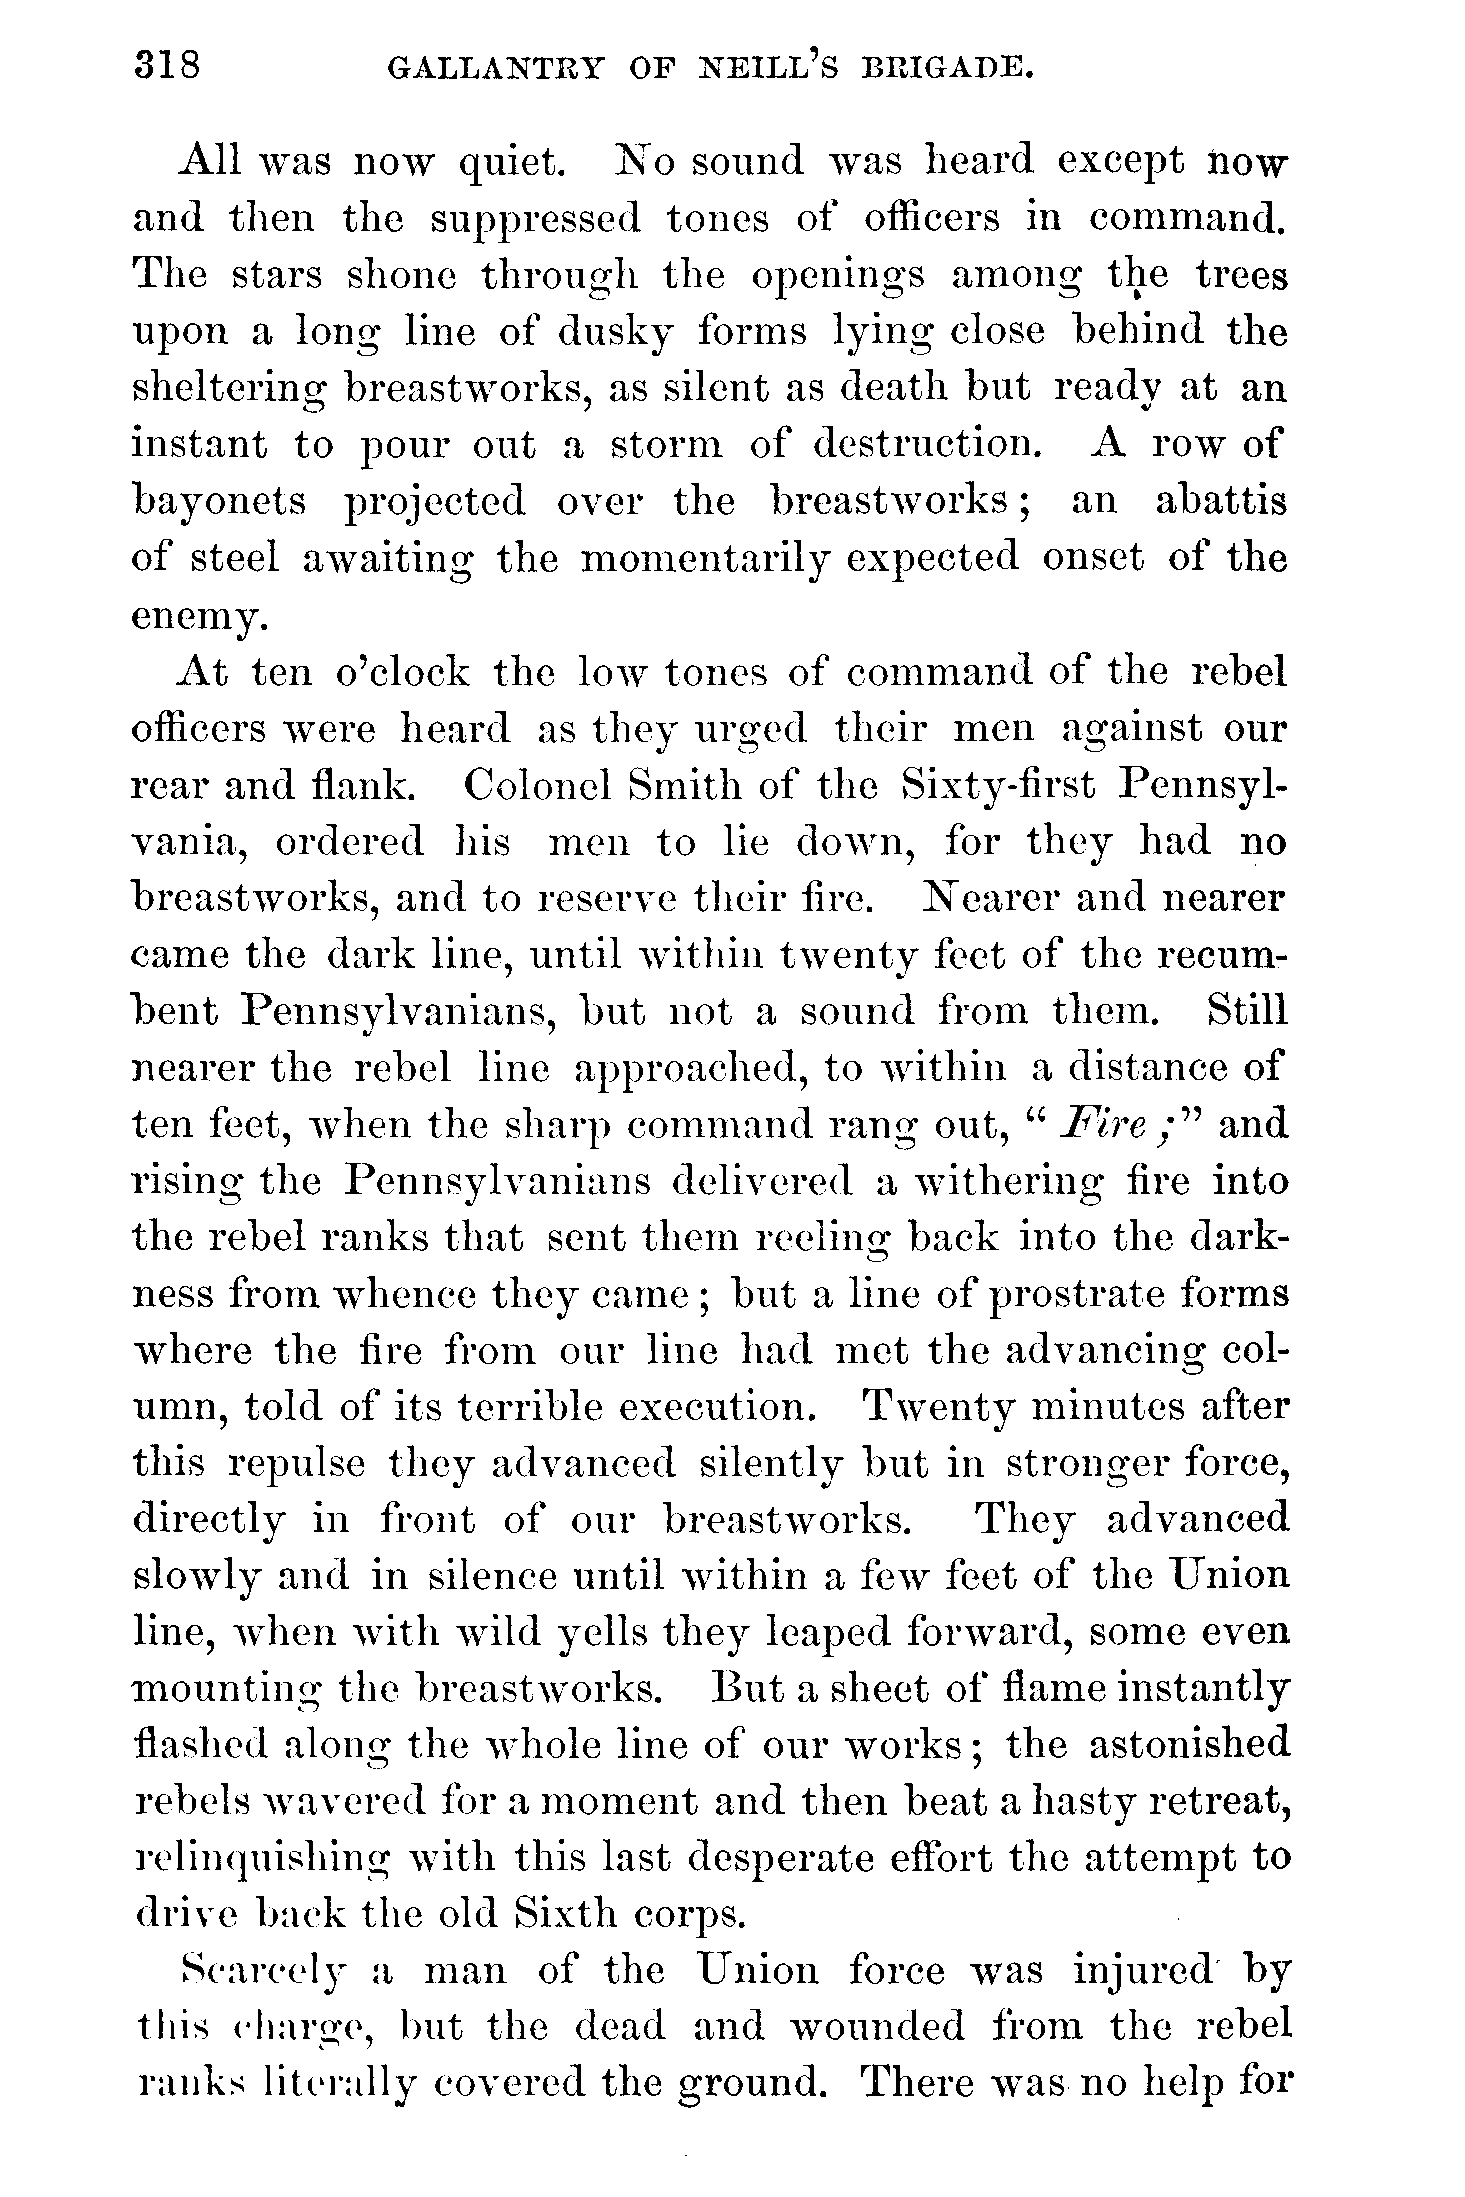 318 GALLANTRY OF NEILL'S BRIGADE.
All was now quiet. No sound was heard except now
and then the suppressed tones of officers in command.
The stars shone through the openings among the trees
upon a long line of dusky forms lying close behind the
sheltering breastworks, as silent as death but ready at an
instant to pour out a storm of destruction. A row of
bayonets projected over the breastworks; an abattis
of steel awaiting the momentarily expected onset of the
enemy.
At ten o'clock the low tones of command of the rebel
officers were heard as they urged their men against our
rear and flank. Colonel Smith of the Sixty-first Pennsyl-
vania, ordered his men to lie down, for they had no
breastworks, and to reserve their fire. Nearer and nearer
came the dark line, until within twenty feet of the recum-
bent Pennsylvanians, but not a sound from them. Still
nearer the rebel line approached, to within a distance of
ten feet, when the sharp command rang out, "Fire;" and
rising the Pennsylvanians delivered a withering fire into
the rebel ranks that sent them reeling back into the dark-
ness from whence they came; but a line of prostrate forms
where the fire from our line had met the advancing col-
umn, told of its terrible execution. Twenty minutes after
this repulse they advanced silently but in stronger force,
directly in front of our breastworks. They advanced
slowly and in silence until within a few feet of the Union
line, when with wild yells they leaped forward, some even
mounting the breastworks. But a sheet of flame instantly
flashed along the whole line of our works; the astonished
rebels wavered for a moment and then beat a hasty retreat,
relinquishing with this last desperate effort the attempt to
drive back the old Sixth corps.
Scarcely a man of the Union force was injured by
this charge, but the dead and wounded from the rebel
ranks literally covered the ground. There was no help for